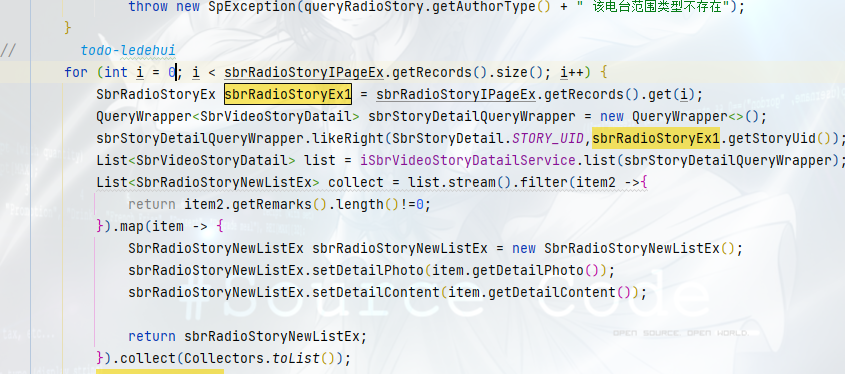 throw new SpException(queryRadioStory.getAuthorType() + " 该电台范围类型不存在");
}
// todo-ledehui
for (int i = 0; i < sbrRadioStoryIPageEx.getRecords().size(); i++) {
SbrRadioStoryEx sbrRadioStoryEx1 = sbrRadioStoryIPageEx.getRecords().get(i);
QueryWrapper<SbrVideoStoryDatail> sbrStoryDetailQueryWrapper = new QueryWrapper<>();
sbrStoryDetailQueryWrapper.likeRight(SbrStoryDetail.STORY_UID,sbrRadioStoryEx1.getStoryUid());
List<SbrVideoStoryDatail> list = iSbrVideoStoryDatailService.list(sbrStoryDetailQueryWrapper);
List<SbrRadioStoryNewListEx> collect = list.stream().filter(item2 ->{
return item2.getRemarks().length()!=0;
}).map(item -> {
SbrRadioStoryNewListEx sbrRadioStoryNewListEx = new SbrRadioStoryNewListEx();
sbrRadioStoryNewListEx.setDetailPhoto(item.getDetailPhoto());
sbrRadioStoryNewListEx.setDetailContent(item.getDetailContent());
OPEN SOURCE, OPEN WORLD
return sbrRadioStoryNewListEx;
}).collect(Collectors.toList());